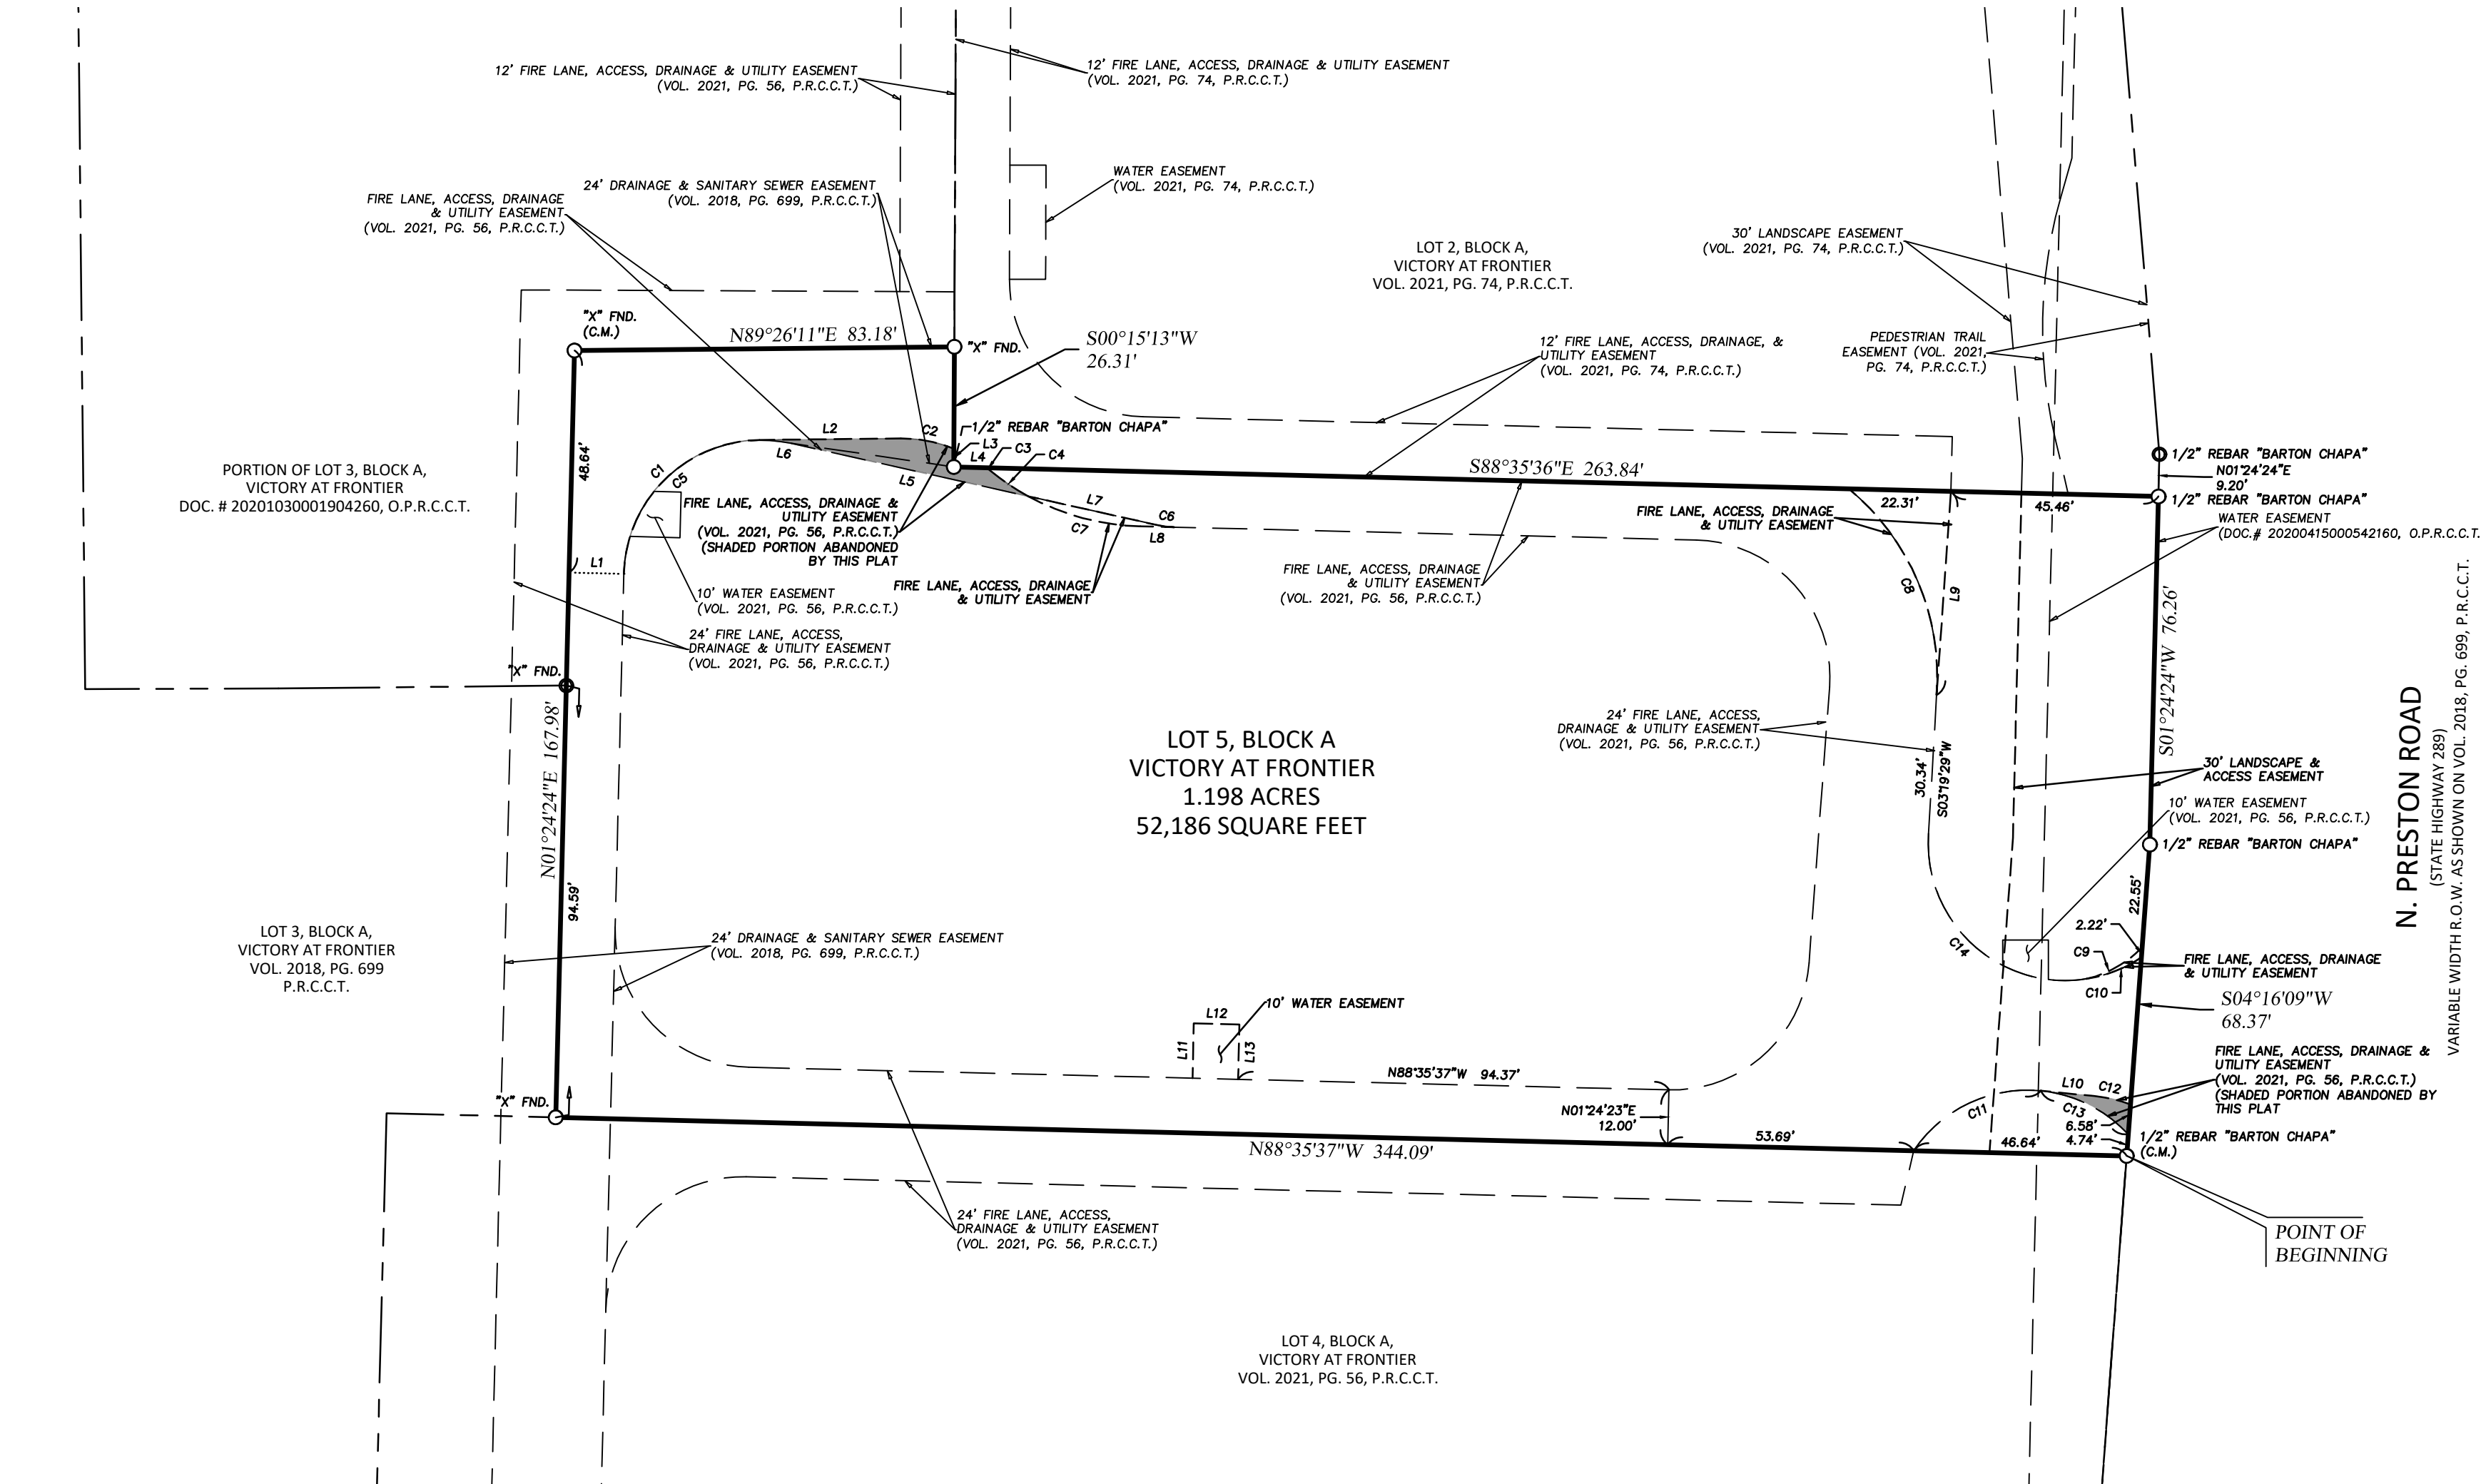 12' FIRE LANE, ACCESS, DRAINAGE & UTILITY EASEMENT
(VOL. 2021, PG. 56, P.R.C.C.T.)
12' FIRE LANE, ACCESS, DRAINAGE & UTILITY EASEMENT
(VOL. 2021, PG. 74, P.R.C.C.T.)
WATER EASEMENT
(VOL. 2021, PG. 74, P.R.C.C.T.)
24' DRAINAGE & SANITARY SEWER EASEMENT
(VOL. 2018, PG. 699, P.R.C.C.T.)
FIRE LANE, ACCESS, DRAINAGE
& UTILITY EASEMENT
(VOL. 2021, PG. 56, P.R.C.C.T.)
LOT 2, BLOCK A,
VICTORY AT FRONTIER
VOL. 2021, PG. 74, P.R.C.C.T.
30' LANDSCAPE EASEMENT
(VOL. 2021, PG. 74, P.R.C.C.T.)
"X" FND.
(C.M.)
N89°26'11"E 83.18'
"X" FND.
S00°15'13"W
26.31'
12' FIRE LANE, ACCESS, DRAINAGE, &
UTILITY EASEMENT
(VOL. 2021, PG. 74, P.R.C.C.T.)
PEDESTRIAN TRAIL
EASEMENT (VOL. 2021,
PG. 74, P.R.C.C.T.)
L2
C2
1/2" REBAR "BARTON CHAPA"
L3
C3
L4
C4
L6
L5
C1
C5
48.64'
PORTION OF LOT 3, BLOCK A,
VICTORY AT FRONTIER
DOC. # 20201030001904260, O.P.R.C.C.T.
S88°35'36"E 263.84'
1/2" REBAR "BARTON CHAPA"
N01°24'24"E
9.20'
1/2" REBAR "BARTON CHAPA"
22.31'
45.46'
WATER EASEMENT
(DOC.# 20200415000542160, O.P.R.C.C.T.
FIRE LANE, ACCESS, DRAINAGE &
UTILITY EASEMENT
(VOL. 2021, PG. 56, P.R.C.C.T.)
(SHADED PORTION ABANDONED
BY THIS PLAT
L7
C6
C7
L8
FIRE LANE, ACCESS, DRAINAGE
& UTILITY EASEMENT
L1
10' WATER EASEMENT
(VOL. 2021, PG. 56, P.R.C.C.T.)
FIRE LANE, ACCESS, DRAINAGE
& UTILITY EASEMENT
FIRE LANE, ACCESS, DRAINAGE
& UTILITY EASEMENT
(VOL. 2021, PG. 56, P.R.C.C.T.)
C8
L9
S01°24'24"W 76.26'
24' FIRE LANE, ACCESS,
DRAINAGE & UTILITY EASEMENT
(VOL. 2021, PG. 56, P.R.C.C.T.)
"X" FND.
N01°24'24"E 167.98'
24' FIRE LANE, ACCESS,
DRAINAGE & UTILITY EASEMENT
(VOL. 2021, PG. 56, P.R.C.C.T.)
30.34'
S03°19'29"W
LOT 5, BLOCK A
VICTORY AT FRONTIER
1.198 ACRES
52,186 SQUARE FEET
30' LANDSCAPE &
ACCESS EASEMENT
10' WATER EASEMENT
(VOL. 2021, PG. 56, P.R.C.C.T.)
1/2" REBAR "BARTON CHAPA"
N. PRESTON ROAD
(STATE HIGHWAY 289)
VARIABLE WIDTH R.O.W. AS SHOWN ON VOL. 2018, PG. 699, P.R.C.C.T.
94.59'
22.55'
2.22'
C9
C10
C14
FIRE LANE, ACCESS, DRAINAGE
& UTILITY EASEMENT
S04°16'09"W
68.37'
LOT 3, BLOCK A,
VICTORY AT FRONTIER
VOL. 2018, PG. 699
P.R.C.C.T.
24' DRAINAGE & SANITARY SEWER EASEMENT
(VOL. 2018, PG. 699, P.R.C.C.T.)
10' WATER EASEMENT
L12
L11
L13
N88°35'37"W 94.37'
N01°24'23"E
12.00'
FIRE LANE, ACCESS, DRAINAGE &
UTILITY EASEMENT
(VOL. 2021, PG. 56, P.R.C.C.T.)
(SHADED PORTION ABANDONED BY
THIS PLAT
L10
C12
C11
C13
6.58'
4.74'
"X" FND.
N88°35'37"W 344.09'
53.69'
46.64'
1/2" REBAR "BARTON CHAPA"
(C.M.)
24' FIRE LANE, ACCESS,
DRAINAGE & UTILITY EASEMENT
(VOL. 2021, PG. 56, P.R.C.C.T.)
POINT OF
BEGINNING
LOT 4, BLOCK A,
VICTORY AT FRONTIER
VOL. 2021, PG. 56, P.R.C.C.T.